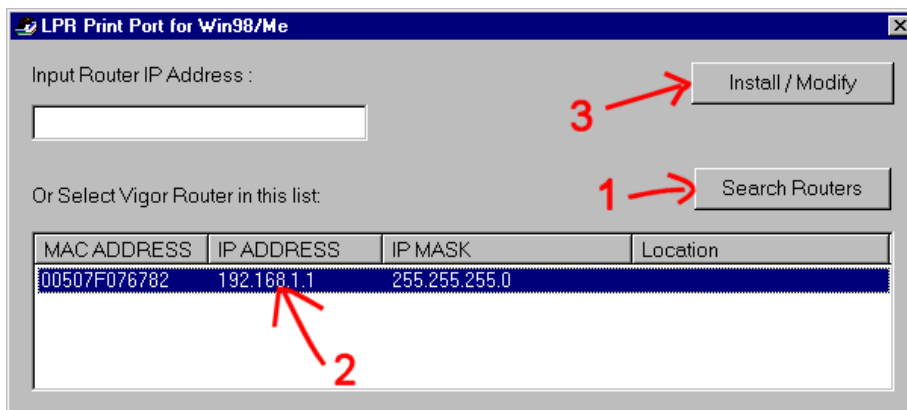 LPR Print Port for Win98/Me
Input Router IP Address :
Install / Modify
3
Or Select Vigor Router in this list:
1
Search Routers
MAC ADDRESS IP ADDRESS IP MASK Location
00507F076782 192.168.1.1 255.255.255.0
2